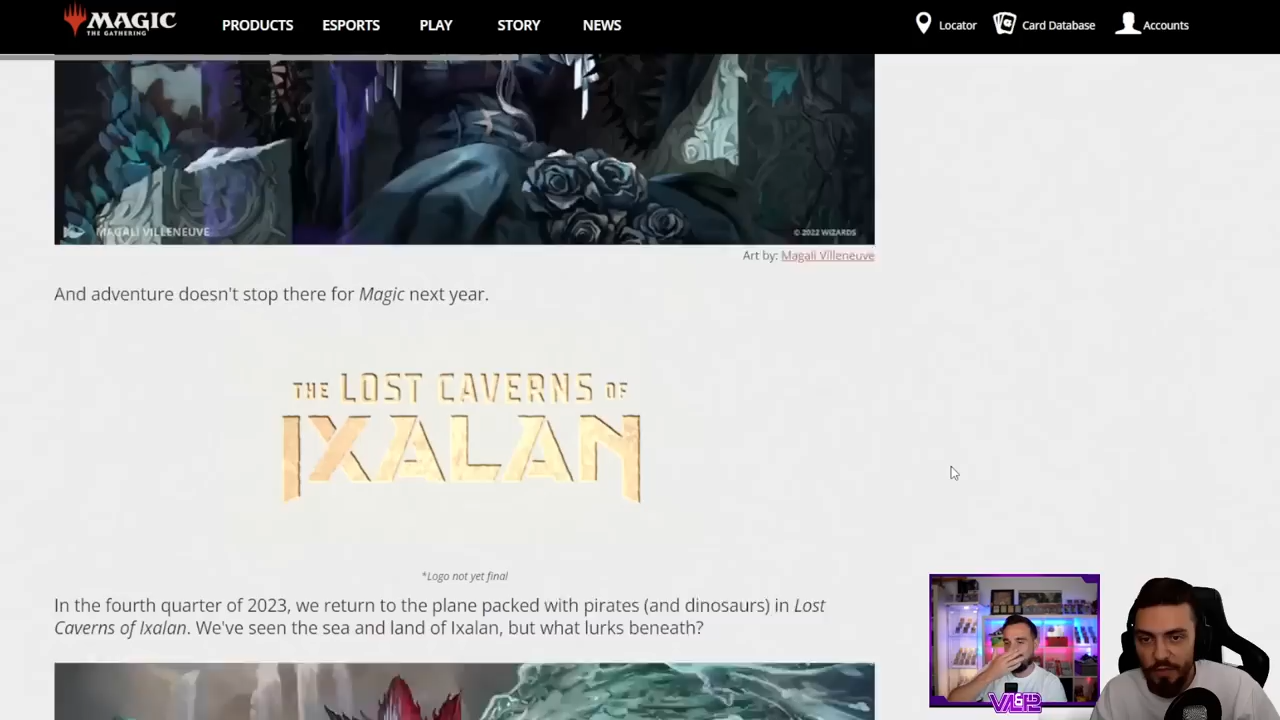 MAGIC
THE GATHERING
PRODUCTS
ESPORTS
PLAY
STORY
NEWS
Locator
Card Database
Accounts
MAGALI VILLENEUVE
© 2022 WIZARDS
Art by: Magali Villeneuve
And adventure doesn't stop there for Magic next year.
THE LOST CAVERNS OF
IXALAN
*Logo not yet final
In the fourth quarter of 2023, we return to the plane packed with pirates (and dinosaurs) in Lost
Caverns of Ixalan. We've seen the sea and land of Ixalan, but what lurks beneath?